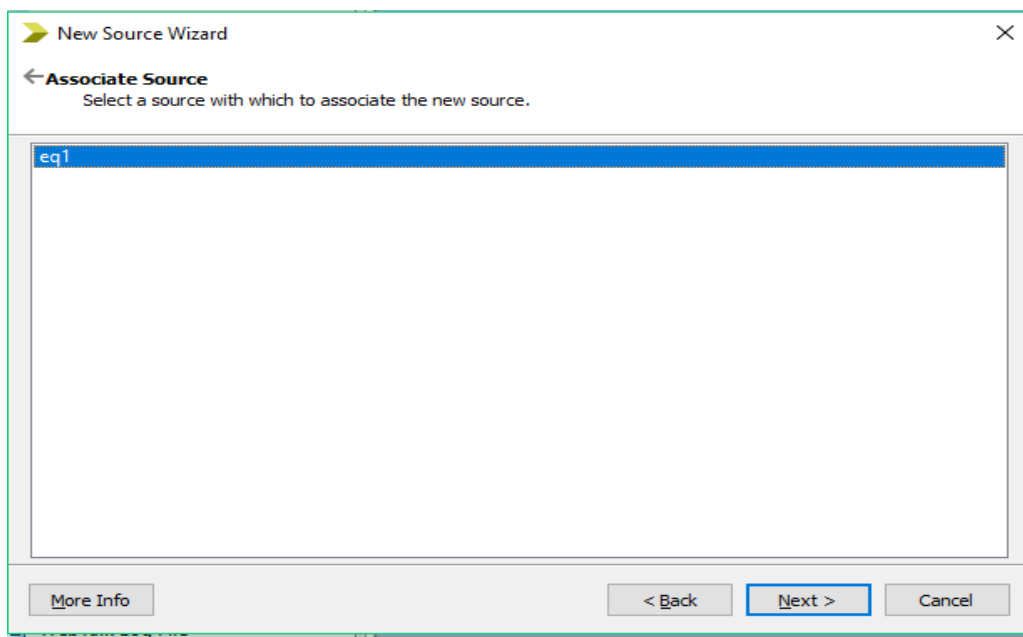 New Source Wizard
Associate Source
Select a source with which to associate the new source.
eq1
More Info
< Back
Next >
Cancel